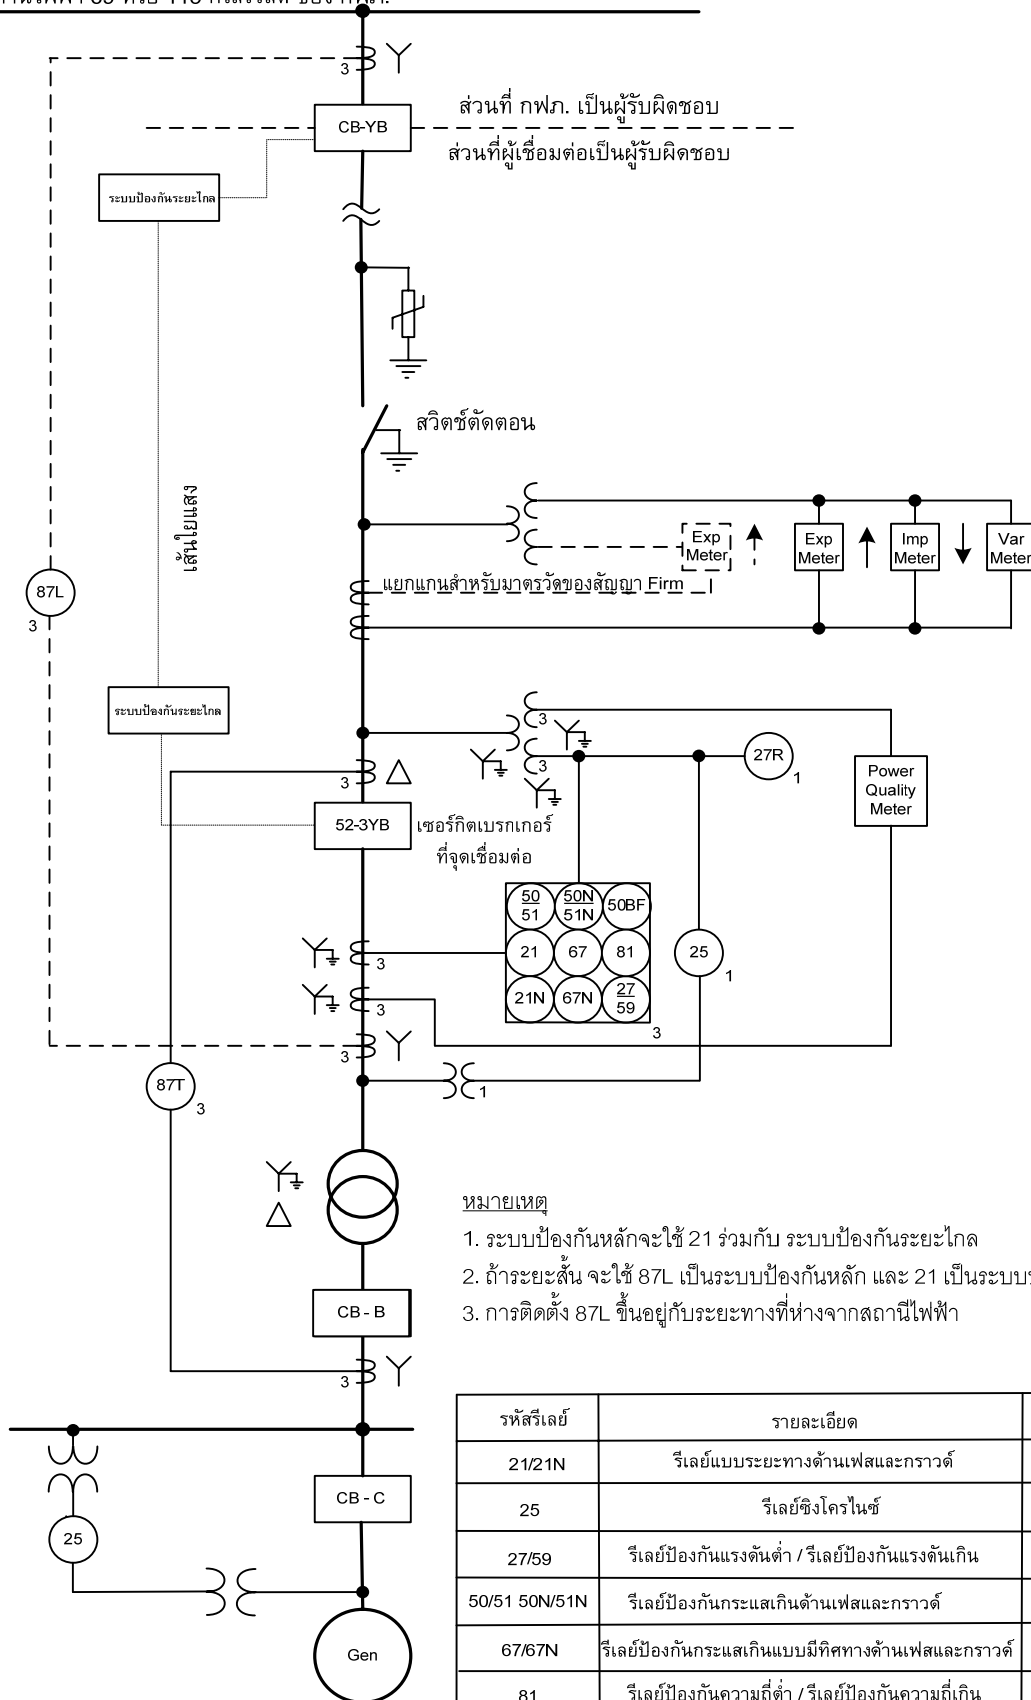 ส่วนที่ กฟภ. เป็นผู้รับผิดชอบ
3
CB-YB
ส่วนที่ผู้เชื่อมต่อเป็นผู้รับผิดชอบ
ระบบป้องกันระยะไกล
สวิตช์ตัดตอน
เส้นใยแสง
Exp
Meter
Exp
Meter
Imp
Meter
Var
Meter
แยกแกนสำหรับมาตรวัดของสัญญา Firm
87L
3
ระบบป้องกันระยะไกล
3
3
27R
1
Power
Quality
Meter
3
52-3YB
เซอร์กิตเบรกเกอร์
ที่จุดเชื่อมต่อ
50
51
50N
51N
50BF
21
67
81
21N
67N
27
59
3
25
1
3
3
3
1
87T
3
หมายเหตุ
1. ระบบป้องกันหลักจะใช้ 21 ร่วมกับ ระบบป้องกันระยะไกล
2. ถ้าระยะสั้น จะใช้ 87L เป็นระบบป้องกันหลัก และ 21 เป็นระบบ
3. การติดตั้ง 87L ขึ้นอยู่กับระยะทางที่ห่างจากสถานีไฟฟ้า
CB - B
3
CB - C
25
Gen
รหัสรีเลย์ รายละเอียด
21/21N รีเลย์แบบระยะทางด้านเฟสและกราวด์
25 รีเลย์ซิงโครไนซ์
27/59 รีเลย์ป้องกันแรงดันต่ำ / รีเลย์ป้องกันแรงดันเกิน
50/51 50N/51N รีเลย์ป้องกันกระแสเกินด้านเฟสและกราวด์
67/67N รีเลย์ป้องกันกระแสเกินแบบมีทิศทางด้านเฟสและกราวด์
81 รีเลย์ป้องกันความถี่ต่ำ / รีเลย์ป้องกันความถี่เกิน